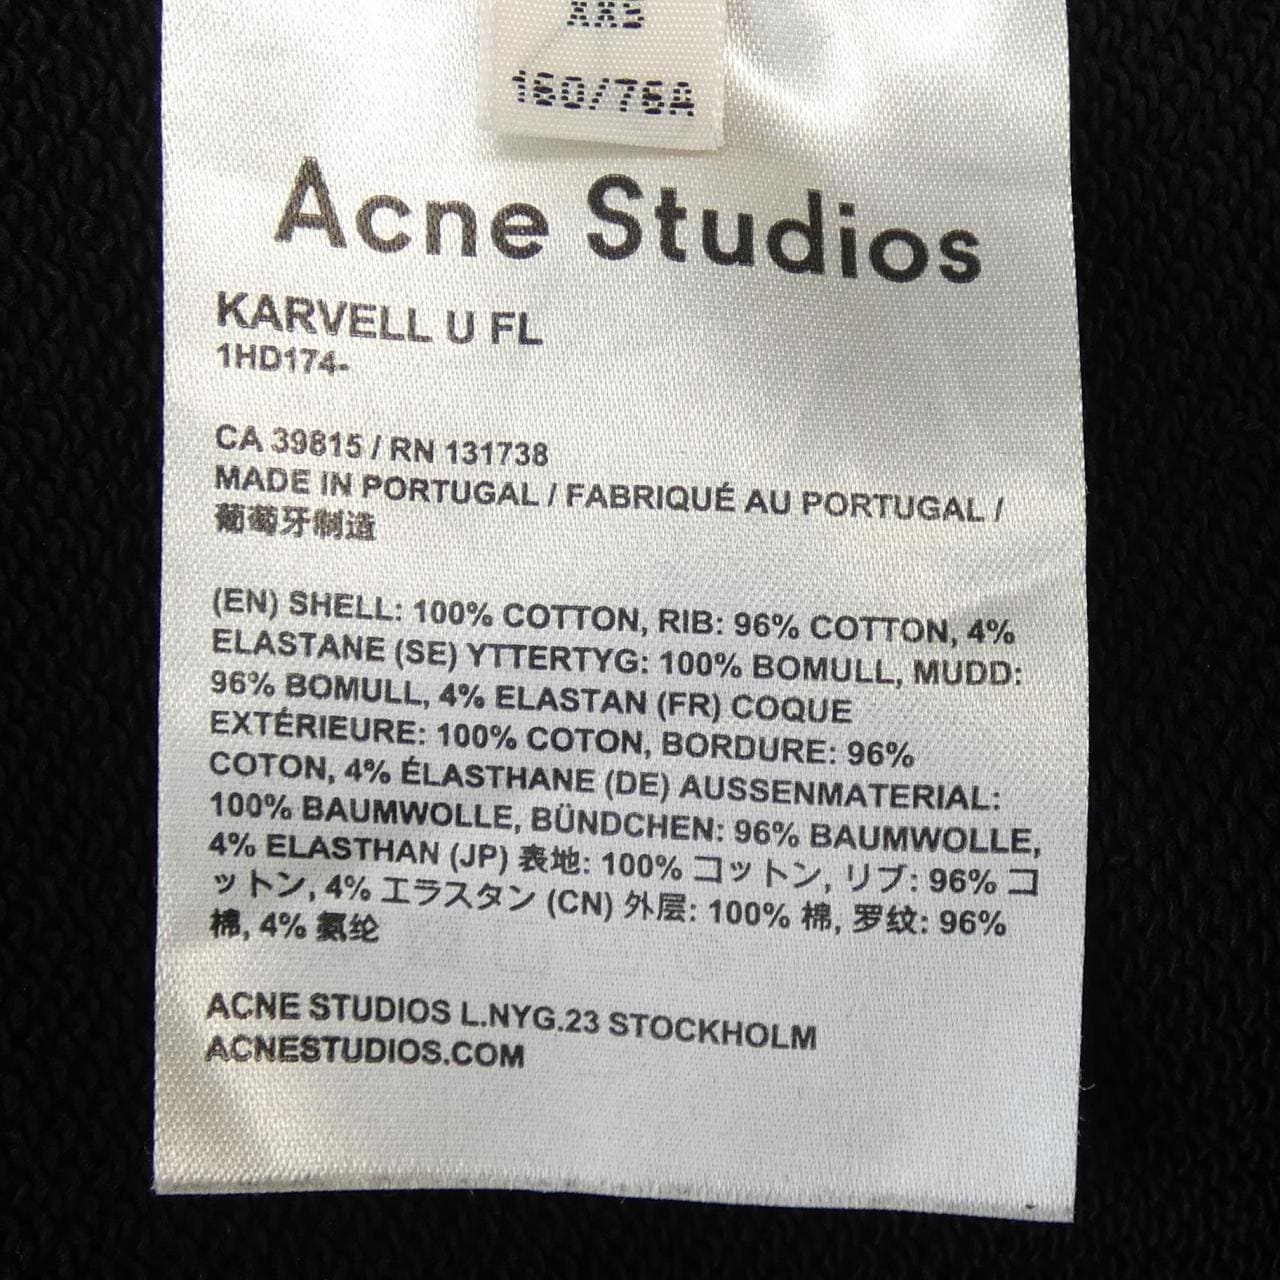 XXS
160/76A
Acne Studios
KARVELL U FL
1HD174-
CA 39815 / RN 131738
MADE IN PORTUGAL / FABRIQUÉ AU PORTUGAL /
葡萄牙制造
(EN) SHELL: 100% COTTON, RIB: 96% COTTON, 4%
ELASTANE (SE) YTTERTYG: 100% BOMULL, MUDD:
96% BOMULL, 4% ELASTAN (FR) COQUE
EXTÉRIEURE: 100% COTON, BORDURE: 96%
COTON, 4% ÉLASTHANE (DE) AUSSENMATERIAL:
100% BAUMWOLLE, BÜNDCHEN: 96% BAUMWOLLE,
4% ELASTHAN (JP) 表地: 100% コットン, リブ: 96% コ
ットン, 4% エラスタン (CN) 外层: 100% 棉, 罗纹: 96%
棉, 4% 氨纶
ACNE STUDIOS L.NYG.23 STOCKHOLM
ACNESTUDIOS.COM